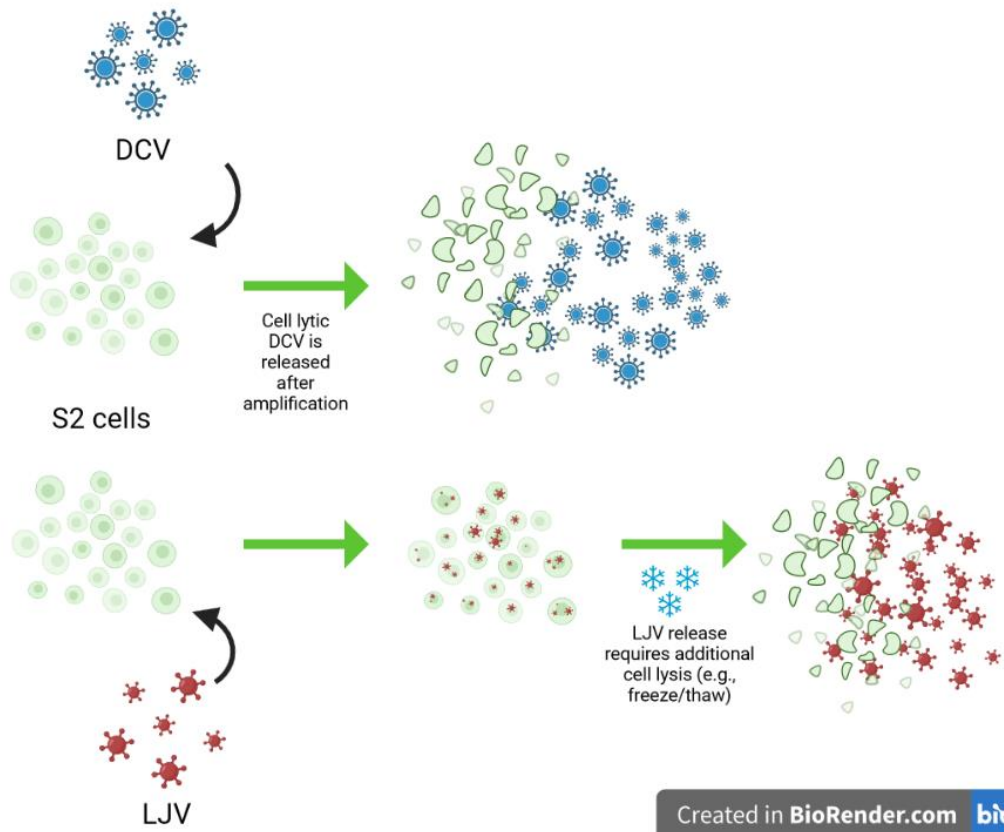 DCV
Cell lytic
DCV is
released
after
amplification
S2 cells
LJV release
requires additional
cell lysis (e.g.,
freeze/thaw)
LJV
Created in BioRender.com